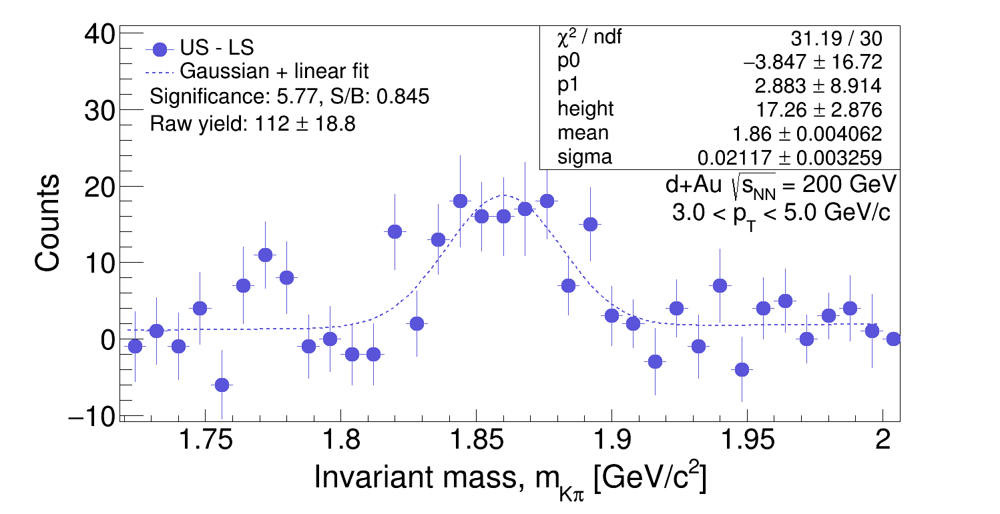 40
30
20
10
0
−10
Counts
US - LS
Gaussian + linear fit
Significance: 5.77, S/B: 0.845
Raw yield: 112 ± 18.8
χ² / ndf 31.19 / 30
p0 −3.847 ± 16.72
p1 2.883 ± 8.914
height 17.26 ± 2.876
mean 1.86 ± 0.004062
sigma 0.02117 ± 0.003259
d+Au √sNN = 200 GeV
3.0 < pT < 5.0 GeV/c
1.75 1.8 1.85 1.9 1.95 2
Invariant mass, mKπ [GeV/c²]